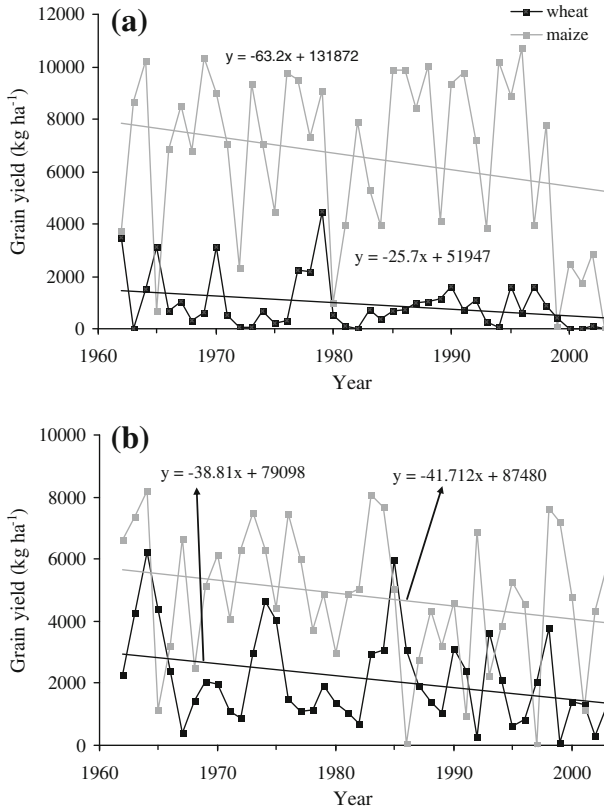 (a)
wheat
maize
12000
10000
8000
6000
4000
2000
0
Grain yield (kg ha⁻¹)
y = -63.2x + 131872
y = -25.7x + 51947
1960 1970 1980 1990 2000
Year
(b)
10000
8000
6000
4000
2000
0
Grain yield (kg ha⁻¹)
y = -38.81x + 79098
y = -41.712x + 87480
1960 1970 1980 1990 2000
Year